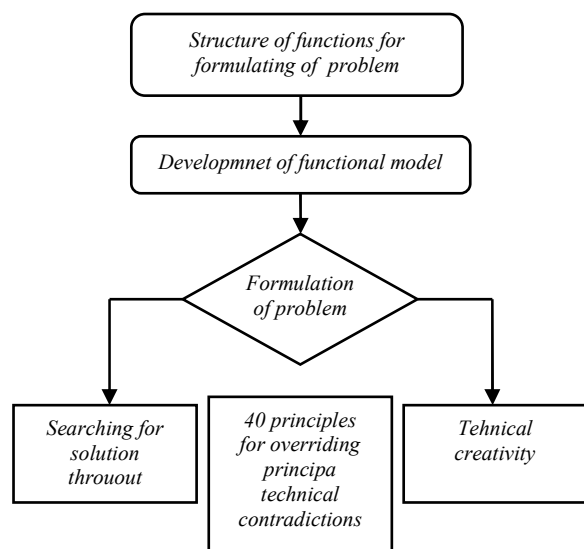 Structure of functions for
formulating of problem
Developmnet of functional model
Formulation
of problem
Searching for
solution
throuout
40 principles
for overriding
principa
technical
contradictions
Tehnical
creativity